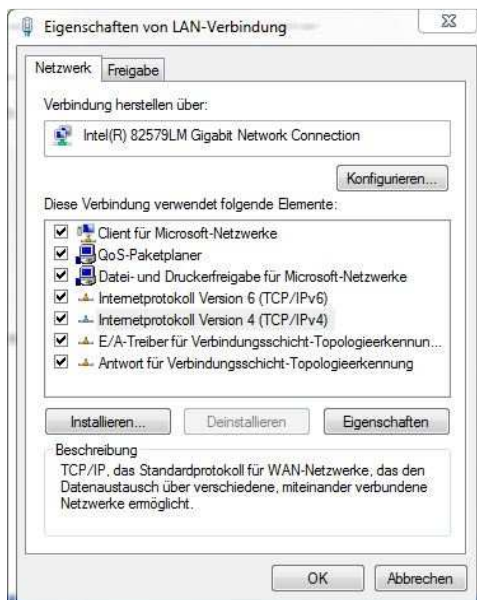 Eigenschaften von LAN-Verbindung
Netzwerk
Freigabe
Verbindung herstellen über:
Intel(R) 82579LM Gigabit Network Connection
Konfigurieren...
Diese Verbindung verwendet folgende Elemente:
Client für Microsoft-Netzwerke
QoS-Paketplaner
Datei- und Druckerfreigabe für Microsoft-Netzwerke
Internetprotokoll Version 6 (TCP/IPv6)
Internetprotokoll Version 4 (TCP/IPv4)
E/A-Treiber für Verbindungsschicht-Topologieerkennun...
Antwort für Verbindungsschicht-Topologieerkennung
Installieren...
Deinstallieren
Eigenschaften
Beschreibung
TCP/IP, das Standardprotokoll für WAN-Netzwerke, das den
Datenaustausch über verschiedene, miteinander verbundene
Netzwerke ermöglicht.
OK
Abbrechen